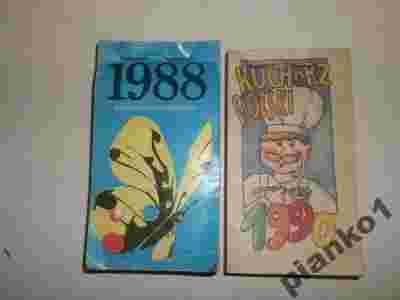 1988
KUCHARZ
POLSKI
1990
pianko1